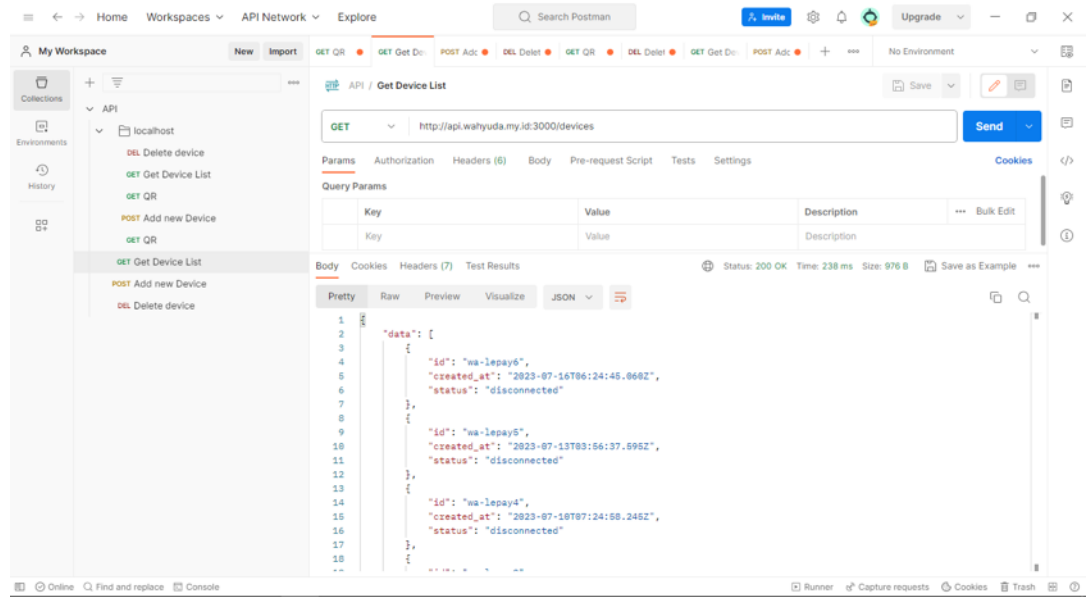 Home Workspaces API Network Explore Search Postman Invite Upgrade
My Workspace New Import GET QR GET Get De POST Adc DEL Delet GET QR DEL Delet GET Get De POST Adc + No Environment
Collections
Environments
History
API
localhost
DEL Delete device
GET Get Device List
GET QR
POST Add new Device
GET QR
GET Get Device List
POST Add new Device
DEL Delete device
API / Get Device List Save
GET http://api.wahyuda.my.id:3000/devices Send
Params Authorization Headers (6) Body Pre-request Script Tests Settings Cookies
Query Params
Key Value Description Bulk Edit
Key Value Description
Body Cookies Headers (7) Test Results Status: 200 OK Time: 238 ms Size: 976 B Save as Example
Pretty Raw Preview Visualize JSON
1 {
2 "data": [
3 {
4 "id": "wa-lepay6",
5 "created_at": "2023-07-16T06:24:45.068Z",
6 "status": "disconnected"
7 },
8 {
9 "id": "wa-lepay5",
10 "created_at": "2023-07-13T03:56:37.595Z",
11 "status": "disconnected"
12 },
13 {
14 "id": "wa-lepay4",
15 "created_at": "2023-07-10T07:24:58.245Z",
16 "status": "disconnected"
17 },
18 {
Online Find and replace Console Runner Capture requests Cookies Trash